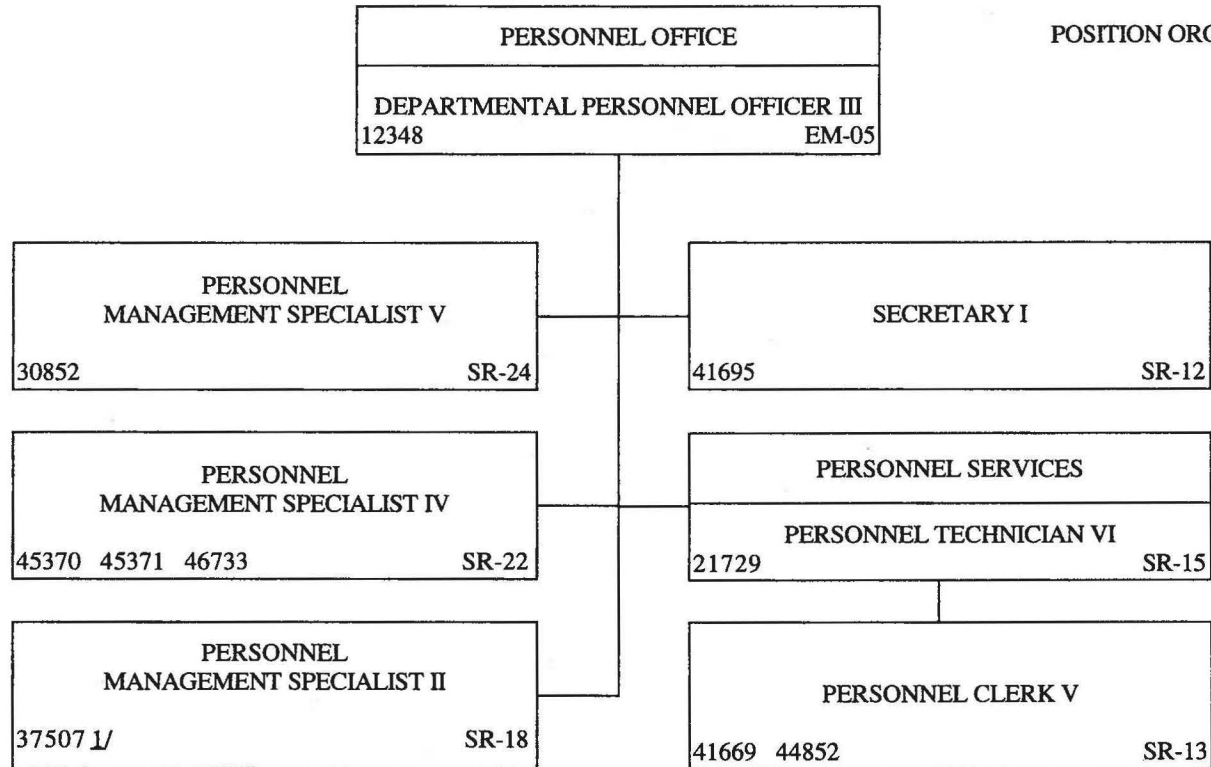 PERSONNEL OFFICE
POSITION
DEPARTMENTAL PERSONNEL OFFICER III
12348 EM-05
PERSONNEL
MANAGEMENT SPECIALIST V
30852 SR-24
SECRETARY I
41695 SR-12
PERSONNEL
MANAGEMENT SPECIALIST IV
45370 45371 46733 SR-22
PERSONNEL SERVICES
PERSONNEL TECHNICIAN VI
21729 SR-15
PERSONNEL
MANAGEMENT SPECIALIST II
37507 1/ SR-18
PERSONNEL CLERK V
41669 44852 SR-13